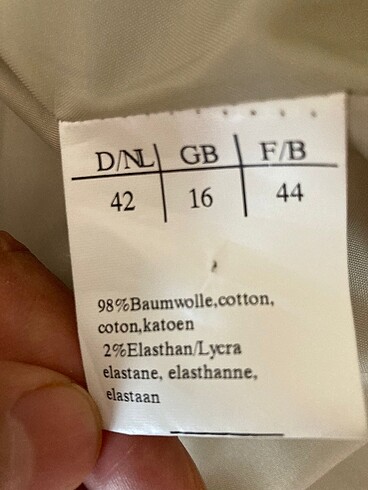 D/NL GB F/B
42 16 44
98%Baumwolle,cotton,
coton,katoen
2%Elasthan/Lycra
elastane, elasthanne,
elastaan